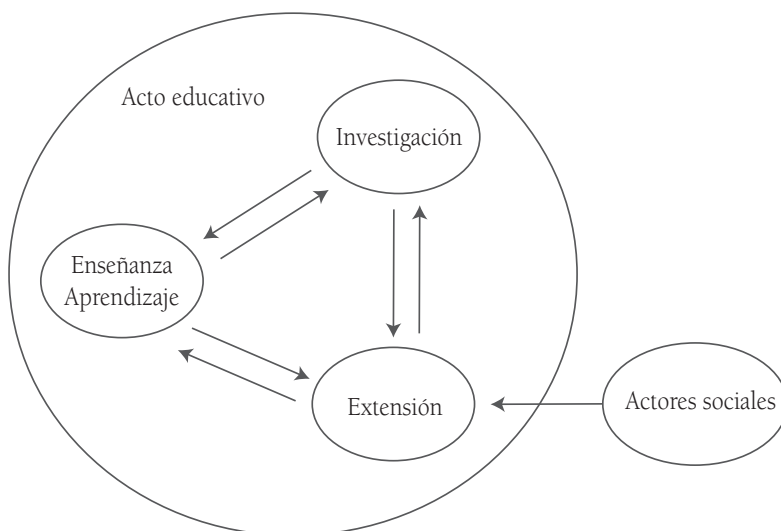 Acto educativo
Investigación
Enseñanza
Aprendizaje
Extensión
Actores sociales